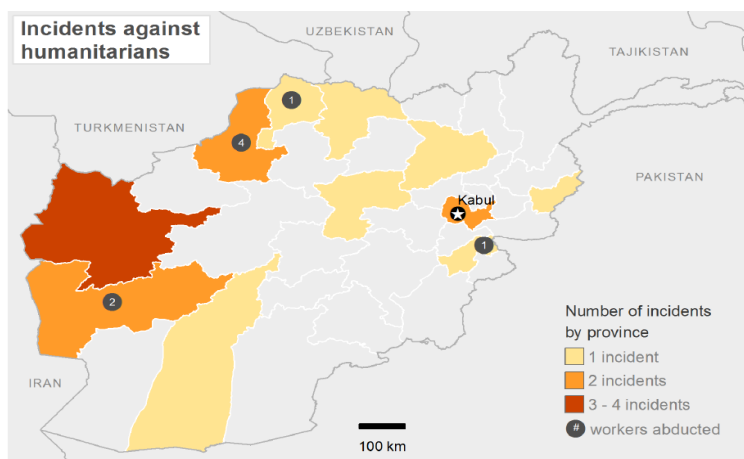 Incidents against
humanitarians
UZBEKISTAN
TAJIKISTAN
TURKMENISTAN
1
4
PAKISTAN
Kabul
1
2
IRAN
Number of incidents
by province
1 incident
2 incidents
3 - 4 incidents
# workers abducted
100 km